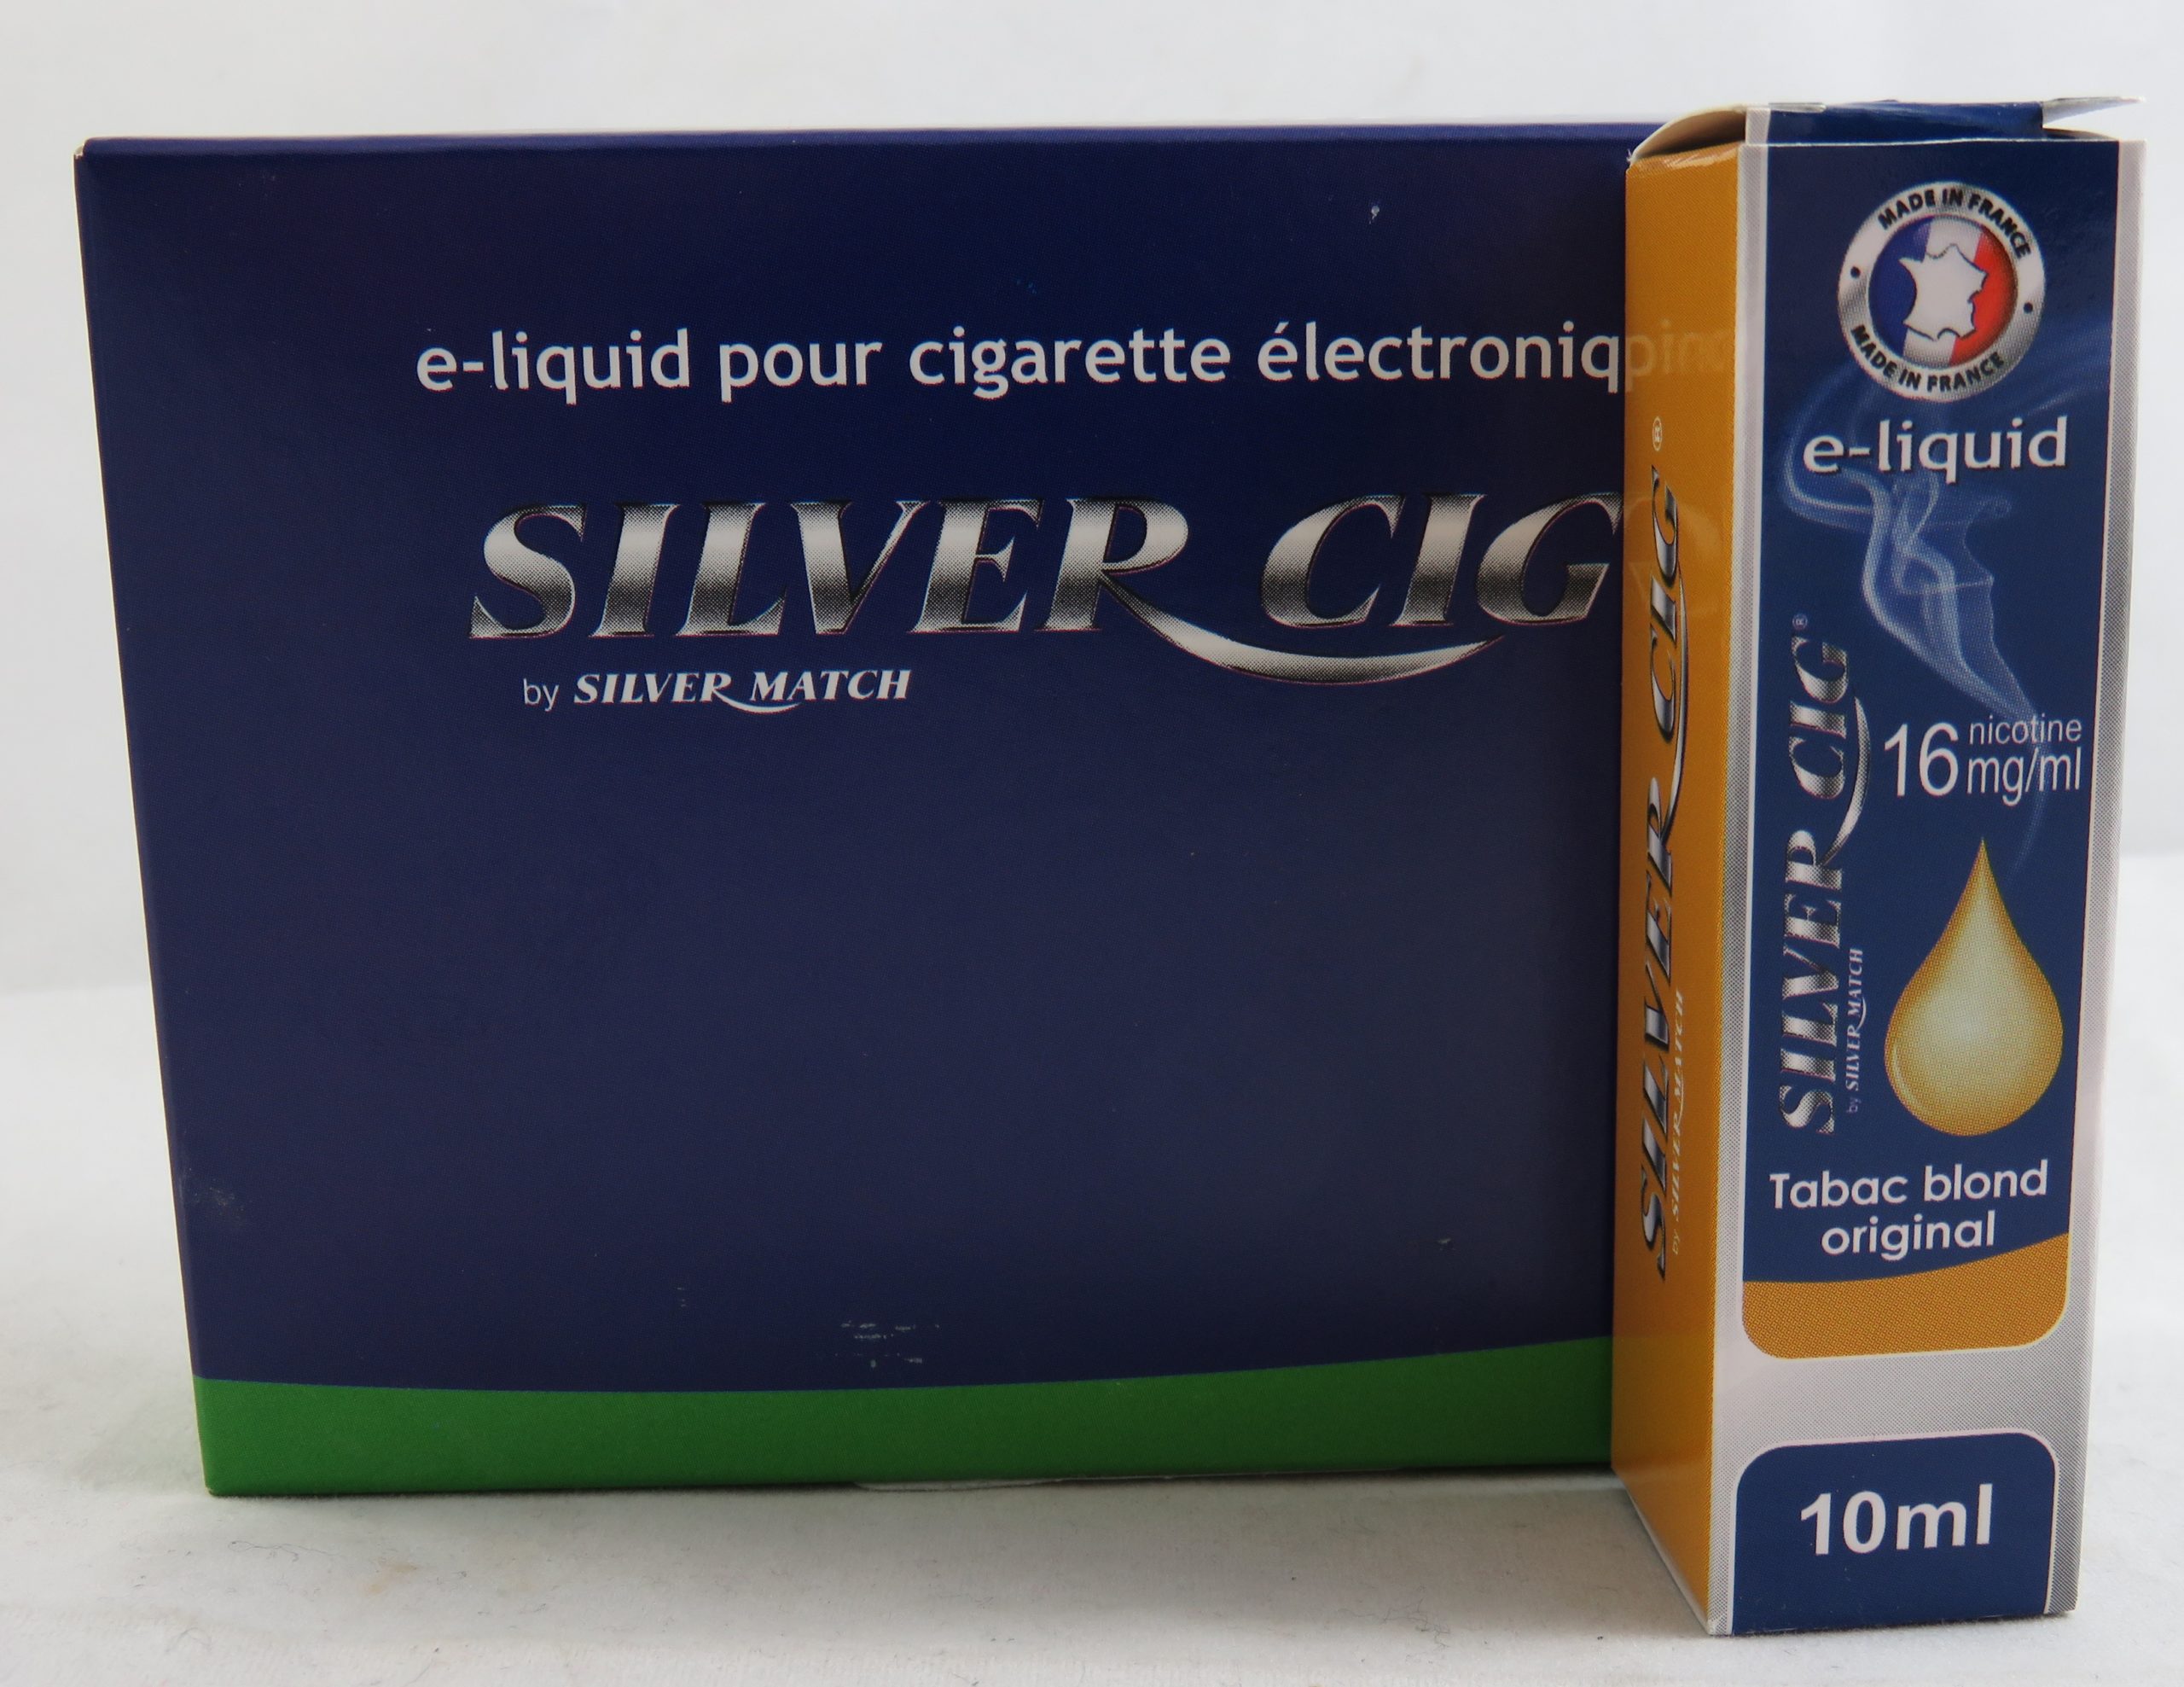 e-liquid pour cigarette électroniq
SILVER CIG
by SILVER MATCH
SILVER CIG®
by SILVER MATCH
MADE IN FRANCE
MADE IN FRANCE
e-liquid
16 nicotine
mg/ml
SILVER CIG®
by SILVER MATCH
Tabac blond
original
10ml